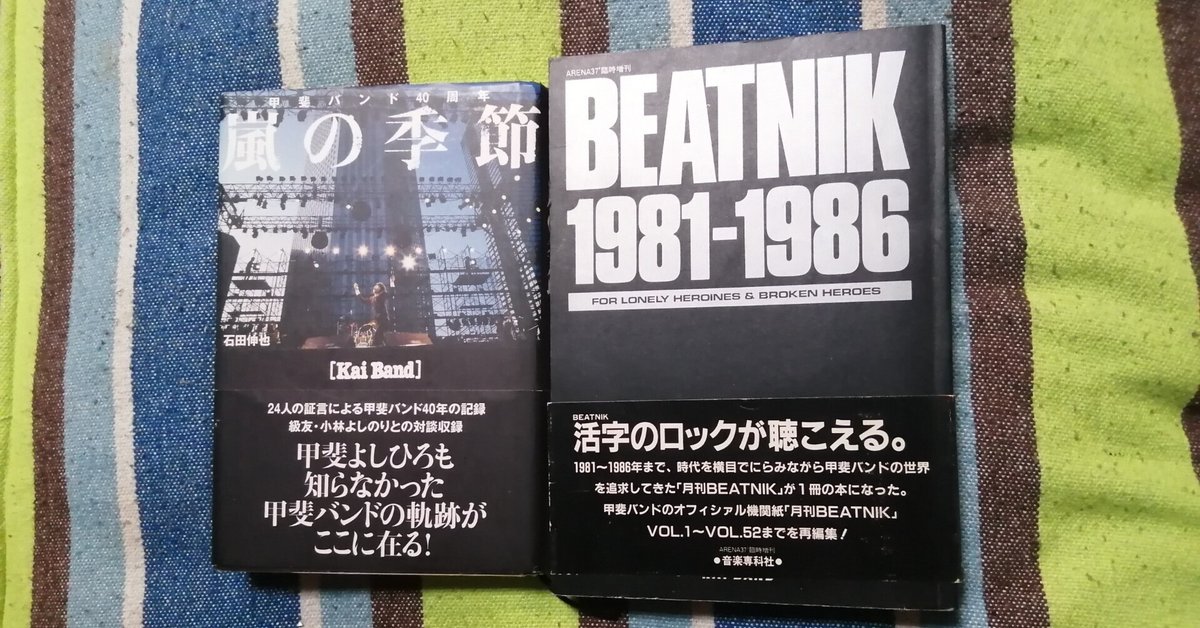 甲斐バンド40周年
嵐の季節
石田伸也
[Kai Band]
24人の証言による甲斐バンド40年の記録
級友・小林よしのりとの対談収録
甲斐よしひろも
知らなかった
甲斐バンドの軌跡が
ここに在る!
ARENA37°臨時増刊
BEATNIK
1981-1986
FOR LONELY HEROINES & BROKEN HEROES
BEATNIK
活字のロックが聴こえる。
1981〜1986年まで、時代を横目でにらみながら甲斐バンドの世界
を追求してきた「月刊BEATNIK」が1冊の本になった。
甲斐バンドのオフィシャル機関紙「月刊BEATNIK」
VOL.1〜VOL.52までを再編集!
ARENA37°臨時増刊
●音楽専科社●